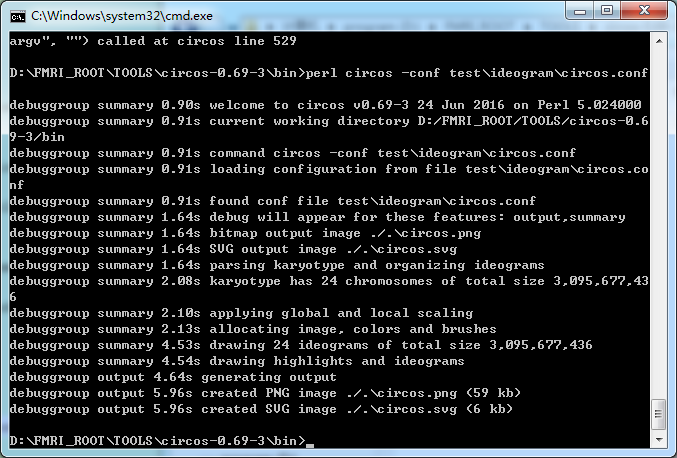 C:\Windows\system32\cmd.exe
argv", "") called at circos line 529
D:\FMRI_ROOT\TOOLS\circos-0.69-3\bin>perl circos -conf test\ideogram\circos.conf
debuggroup summary 0.90s welcome to circos v0.69-3 24 Jun 2016 on Perl 5.024000
debuggroup summary 0.91s current working directory D:/FMRI_ROOT/TOOLS/circos-0.6
9-3/bin
debuggroup summary 0.91s command circos -conf test\ideogram\circos.conf
debuggroup summary 0.91s loading configuration from file test\ideogram\circos.co
nf
debuggroup summary 0.91s found conf file test\ideogram\circos.conf
debuggroup summary 1.64s debug will appear for these features: output,summary
debuggroup summary 1.64s bitmap output image ./.\circos.png
debuggroup summary 1.64s SVG output image ./.\circos.svg
debuggroup summary 1.64s parsing karyotype and organizing ideograms
debuggroup summary 2.08s karyotype has 24 chromosomes of total size 3,095,677,43
6
debuggroup summary 2.10s applying global and local scaling
debuggroup summary 2.13s allocating image, colors and brushes
debuggroup summary 4.53s drawing 24 ideograms of total size 3,095,677,436
debuggroup summary 4.54s drawing highlights and ideograms
debuggroup output 4.64s generating output
debuggroup output 5.96s created PNG image ./.\circos.png (59 kb)
debuggroup output 5.96s created SVG image ./.\circos.svg (6 kb)
D:\FMRI_ROOT\TOOLS\circos-0.69-3\bin>